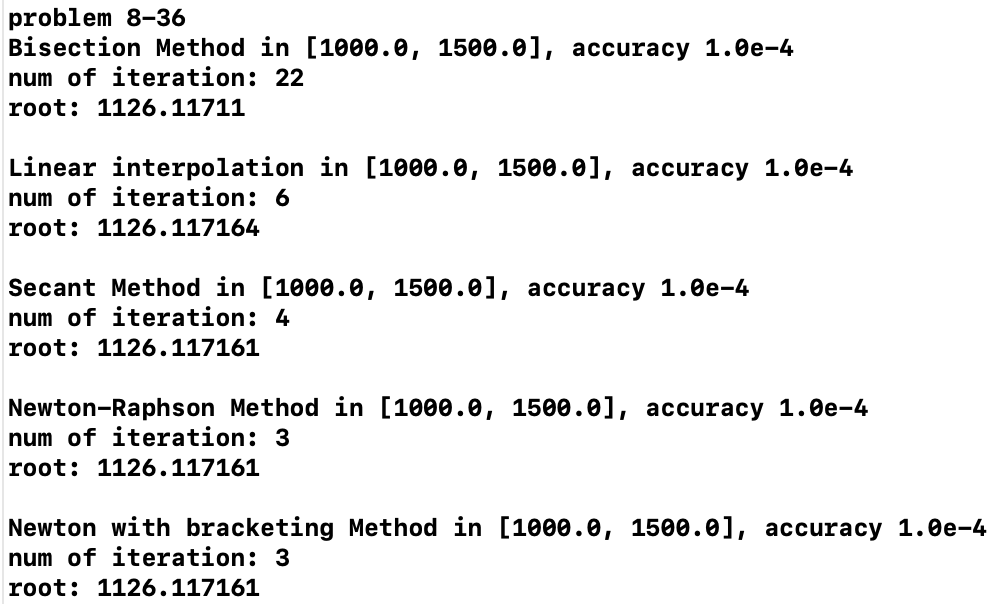 problem 8-36
Bisection Method in [1000.0, 1500.0], accuracy 1.0e-4
num of iteration: 22
root: 1126.11711
Linear interpolation in [1000.0, 1500.0], accuracy 1.0e-4
num of iteration: 6
root: 1126.117164
Secant Method in [1000.0, 1500.0], accuracy 1.0e-4
num of iteration: 4
root: 1126.117161
Newton-Raphson Method in [1000.0, 1500.0], accuracy 1.0e-4
num of iteration: 3
root: 1126.117161
Newton with bracketing Method in [1000.0, 1500.0], accuracy 1.0e-4
num of iteration: 3
root: 1126.117161